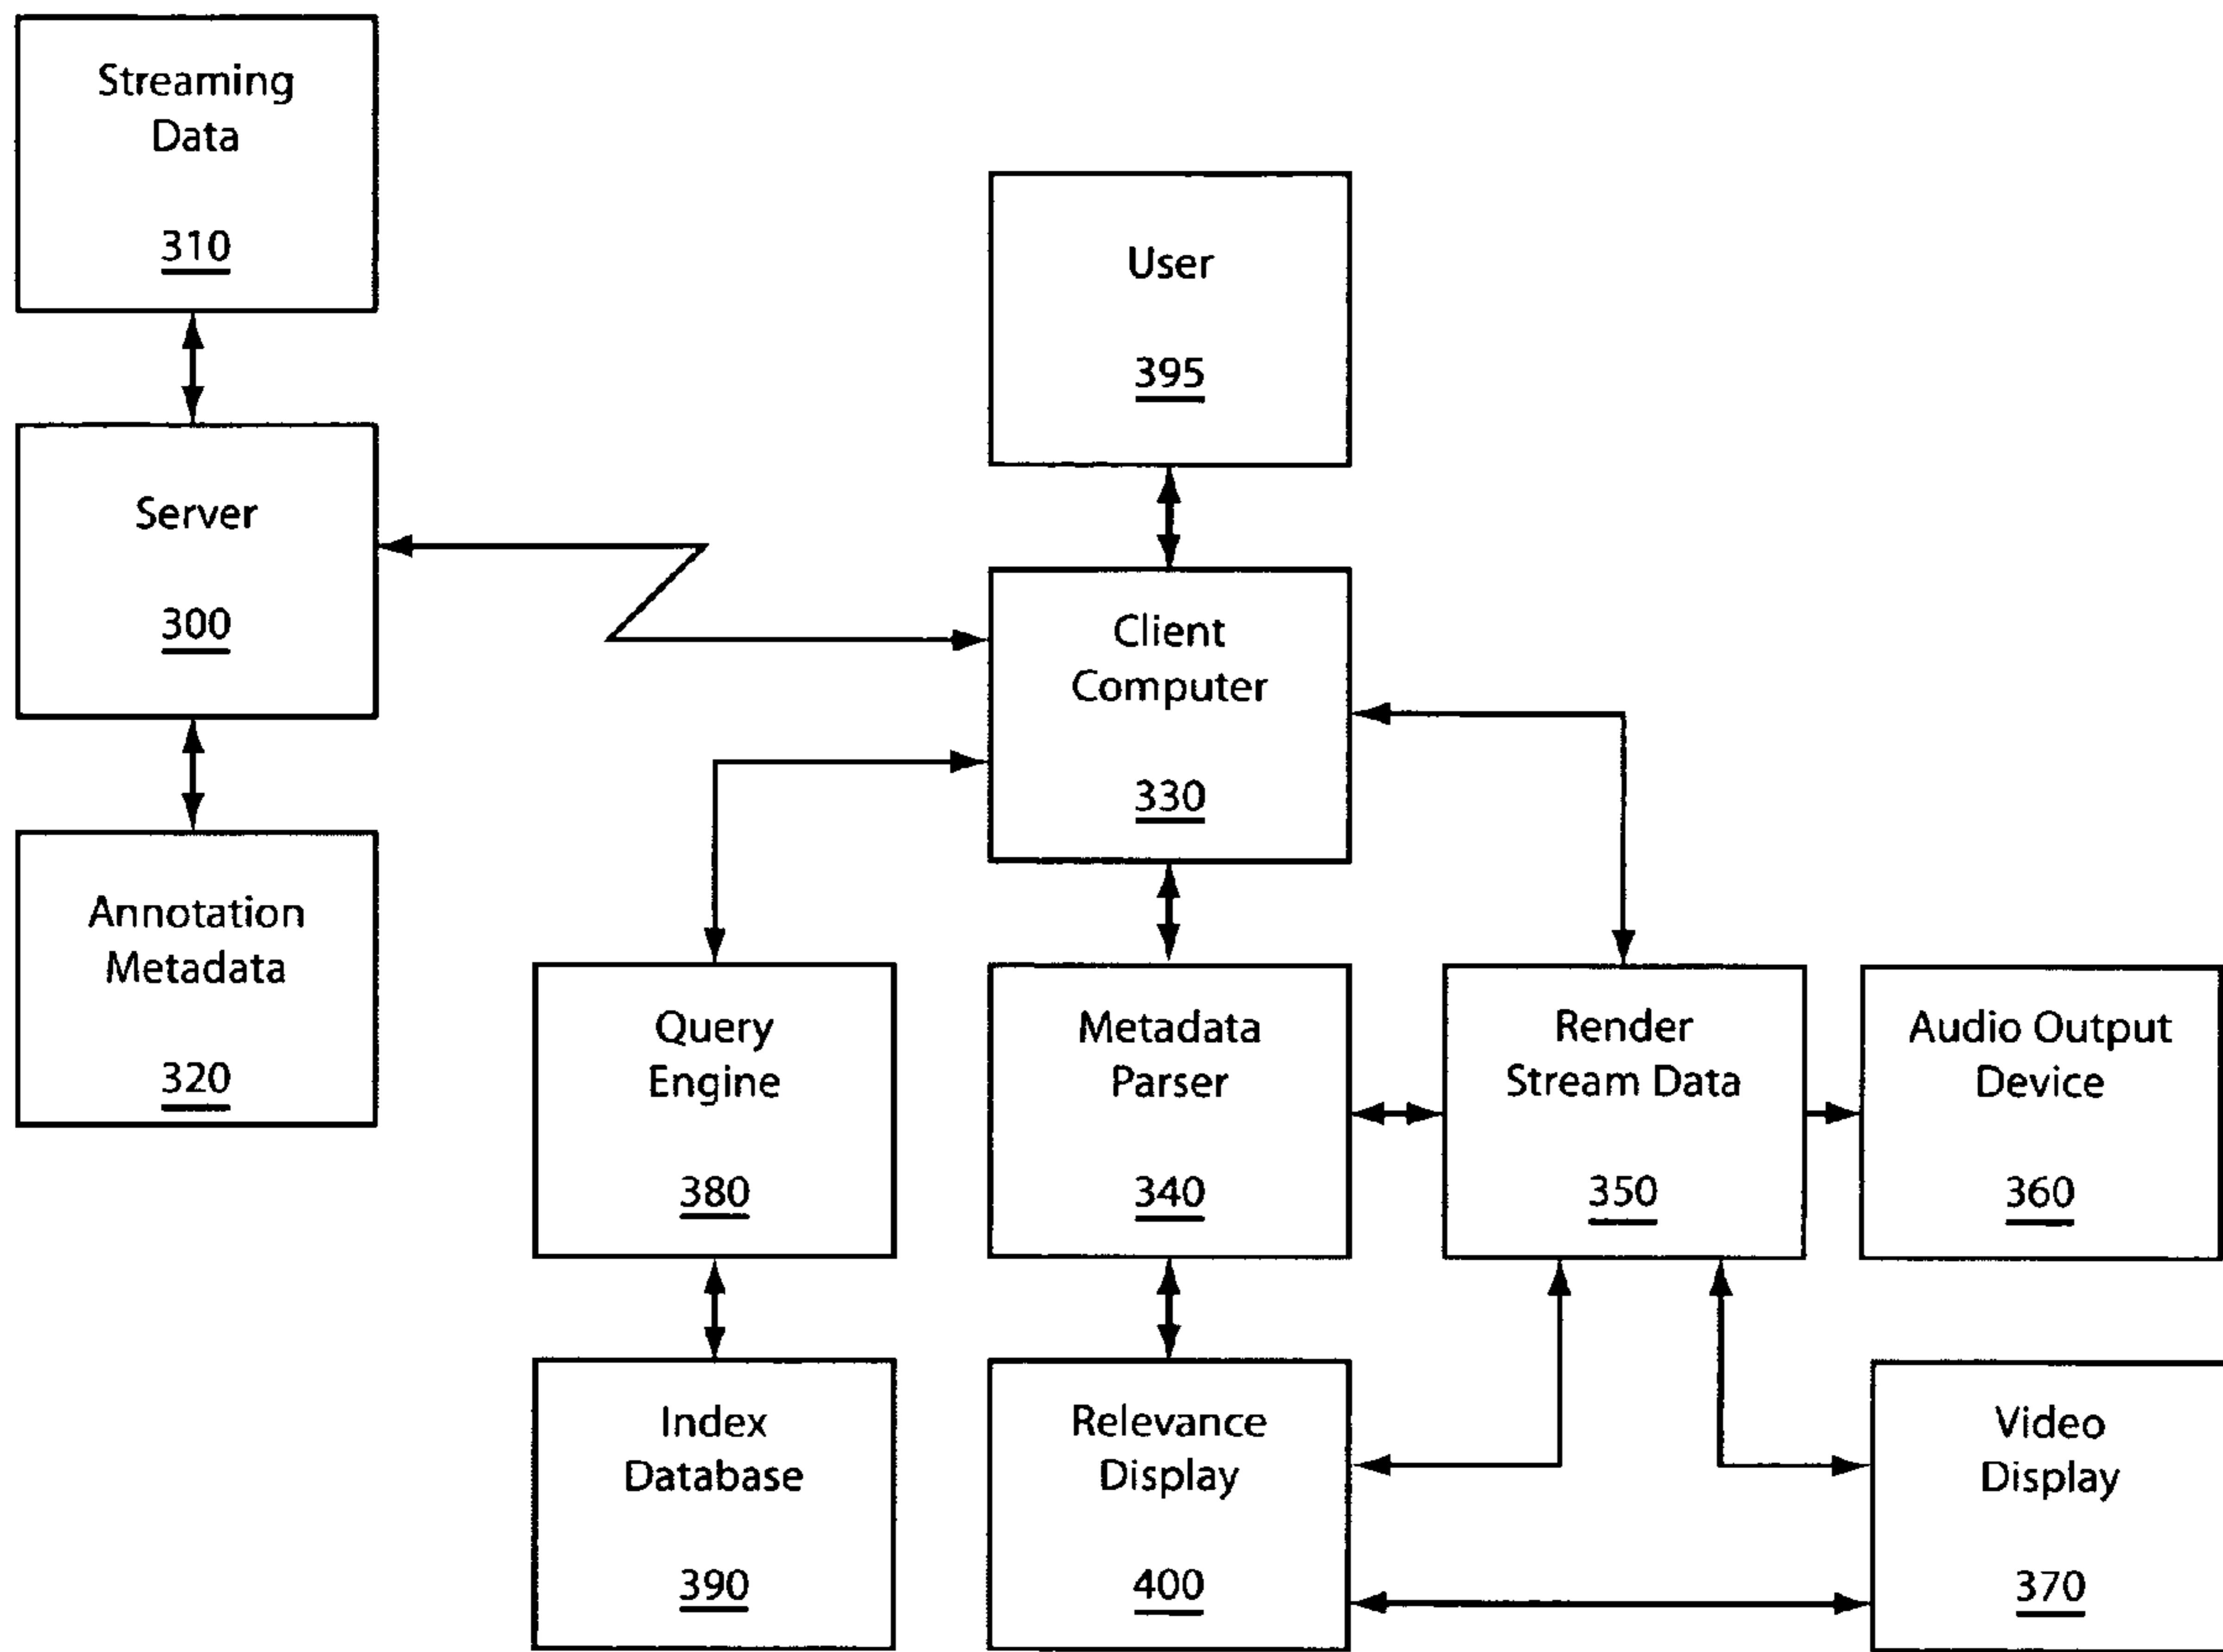 Streaming
Data
310
User
395
Server
300
Client
Computer
330
Annotation
Metadata
320
Query
Engine
380
Metadata
Parser
340
Render
Stream Data
350
Audio Output
Device
360
Index
Database
390
Relevance
Display
400
Video
Display
370